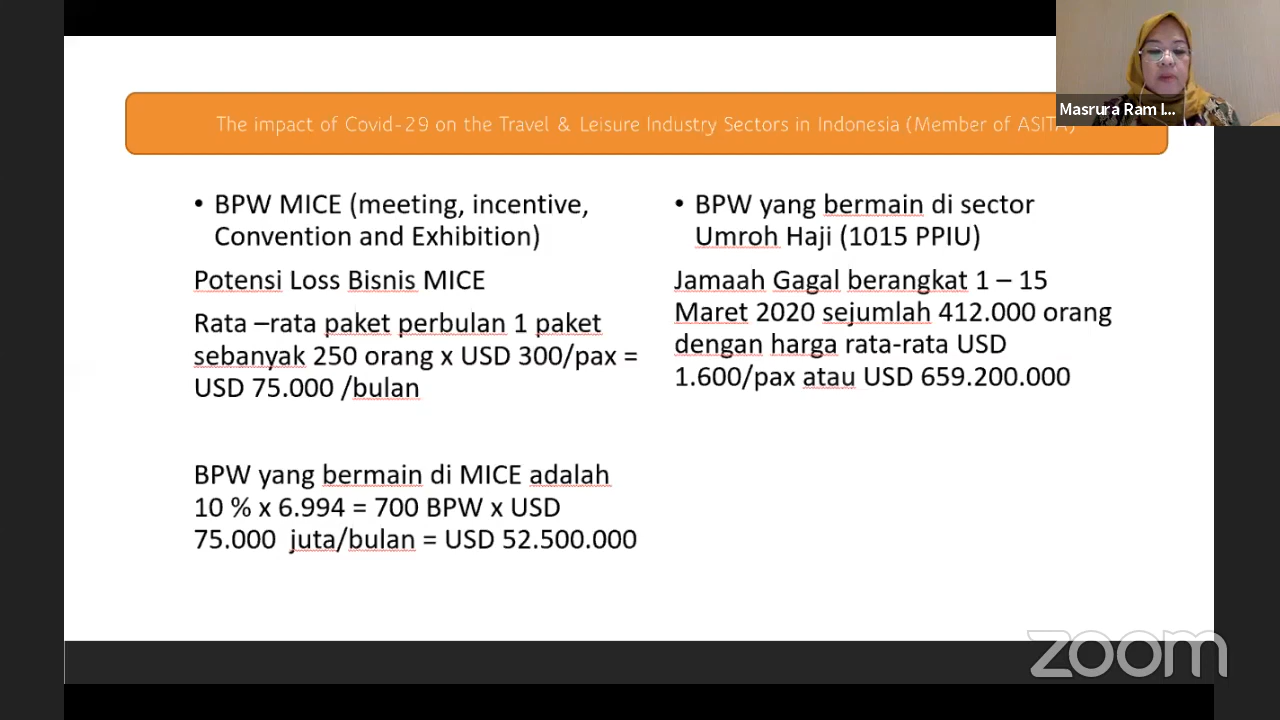 The impact of Covid-29 on the Travel & Leisure Industry Sectors in Indonesia (Member of ASITA)
Masrura Ram I...
• BPW MICE (meeting, incentive,
Convention and Exhibition)
Potensi Loss Bisnis MICE
Rata –rata paket perbulan 1 paket
sebanyak 250 orang x USD 300/pax =
USD 75.000 /bulan
BPW yang bermain di MICE adalah
10 % x 6.994 = 700 BPW x USD
75.000 juta/bulan = USD 52.500.000
• BPW yang bermain di sector
Umroh Haji (1015 PPIU)
Jamaah Gagal berangkat 1 – 15
Maret 2020 sejumlah 412.000 orang
dengan harga rata-rata USD
1.600/pax atau USD 659.200.000
zoom